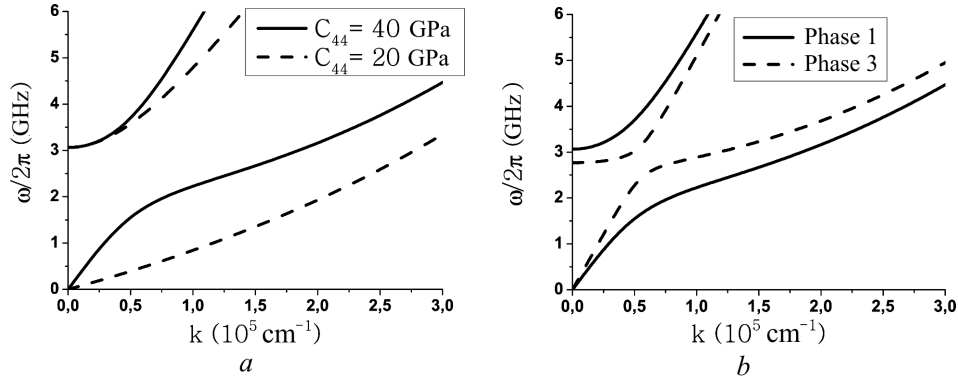 C₄₄= 40 GPa
C₄₄= 20 GPa
ω/2π (GHz)
6
5
4
3
2
1
0
0,0 0,5 1,0 1,5 2,0 2,5 3,0
k (10⁵ cm⁻¹)
a
Phase 1
Phase 3
ω/2π (GHz)
6
5
4
3
2
1
0
0,0 0,5 1,0 1,5 2,0 2,5 3,0
k (10⁵ cm⁻¹)
b